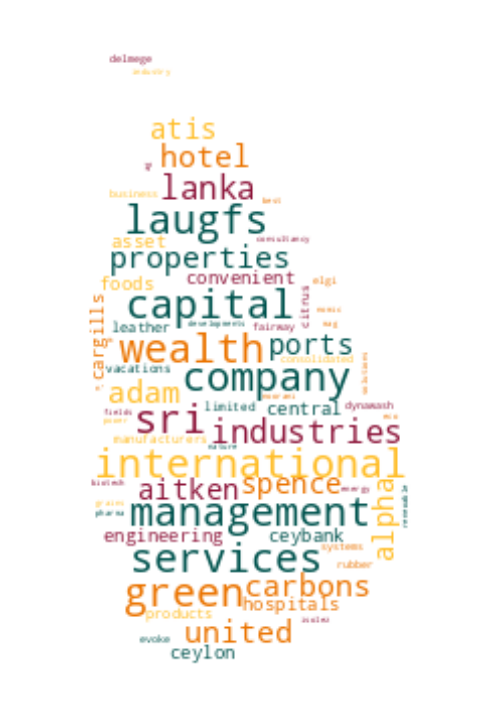 delmege
industry
atis
hotel
lanka
business
best
laugfs
asset
consultancy
properties
convenient
foods
elgi
citrus
cargills
capital
leather
developments
fairway
wealth
ports
consolidated
vacations
company
solutions
adam
sri
limited
central
dynawash
eco
fields
power
industries
manufacturers
nature
international
biotech
aitken
spence
energy
alpha
renewable
pharma
management
engineering
ceybank
services
systems
rubber
green
carbons
hospitals
products
united
evoke
ceylon